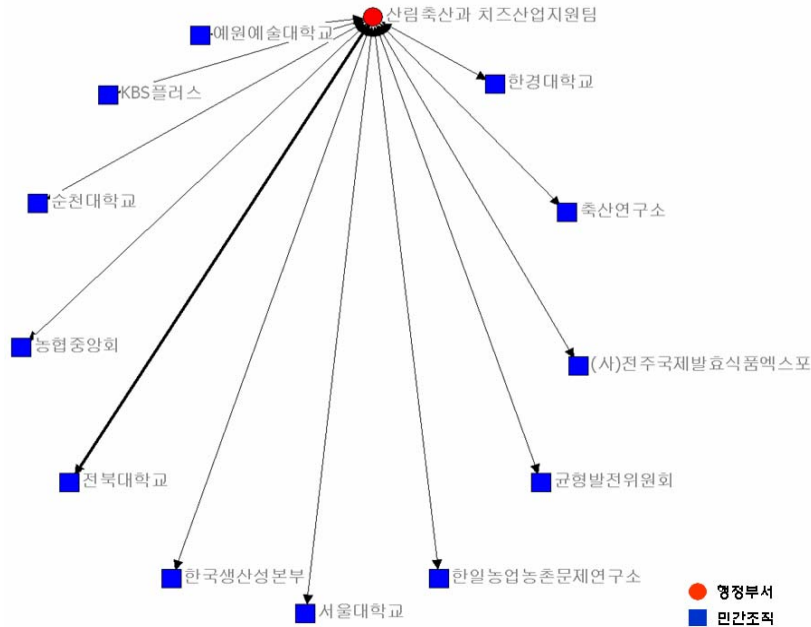 산림축산과 치즈산업지원팀
예원예술대학교
한경대학교
KBS플러스
순천대학교
축산연구소
농협중앙회
(사)전주국제발효식품엑스포
전북대학교
균형발전위원회
한국생산성본부
한일농업농촌문제연구소
서울대학교
행정부서
민간조직